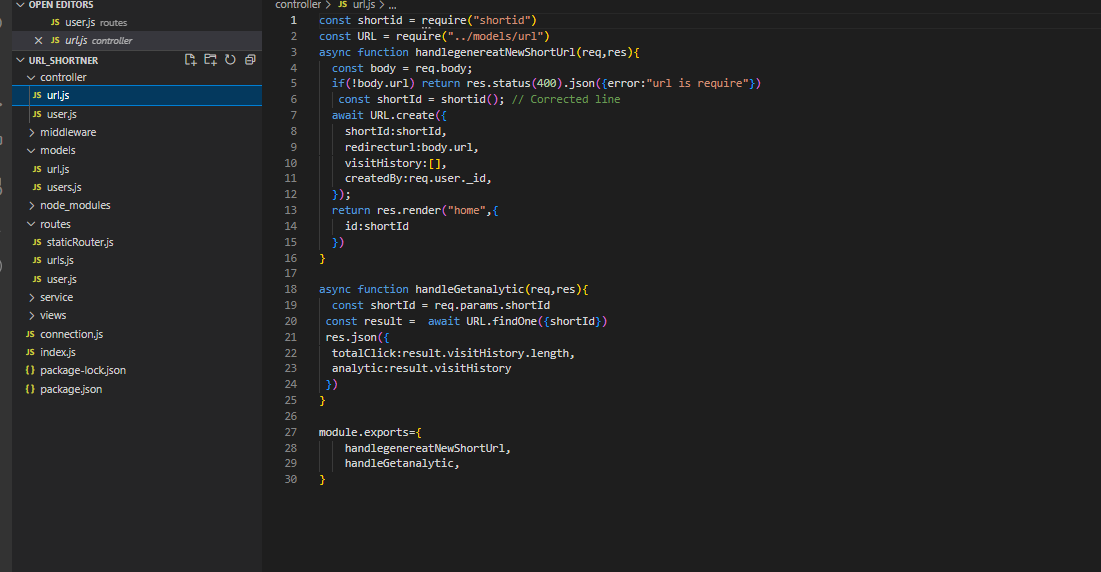 OPEN EDITORS
JS user.js routes
JS url.js controller
URL_SHORTNER
controller
JS url.js
JS user.js
middleware
models
JS url.js
JS users.js
node_modules
routes
JS staticRouter.js
JS urls.js
JS user.js
service
views
JS connection.js
JS index.js
{} package-lock.json
{} package.json
controller > JS url.js > ...
1 const shortid = require("shortid")
2 const URL = require("../models/url")
3 async function handlegenereatNewShortUrl(req,res){
4 const body = req.body;
5 if(!body.url) return res.status(400).json({error:"url is require"})
6 const shortId = shortid(); // Corrected line
7 await URL.create({
8 shortId:shortId,
9 redirecturl:body.url,
10 visitHistory:[],
11 createdBy:req.user._id,
12 });
13 return res.render("home",{
14 id:shortId
15 })
16 }
17
18 async function handleGetanalytic(req,res){
19 const shortId = req.params.shortId
20 const result = await URL.findOne({shortId})
21 res.json({
22 totalClick:result.visitHistory.length,
23 analytic:result.visitHistory
24 })
25 }
26
27 module.exports={
28 handlegenereatNewShortUrl,
29 handleGetanalytic,
30 }